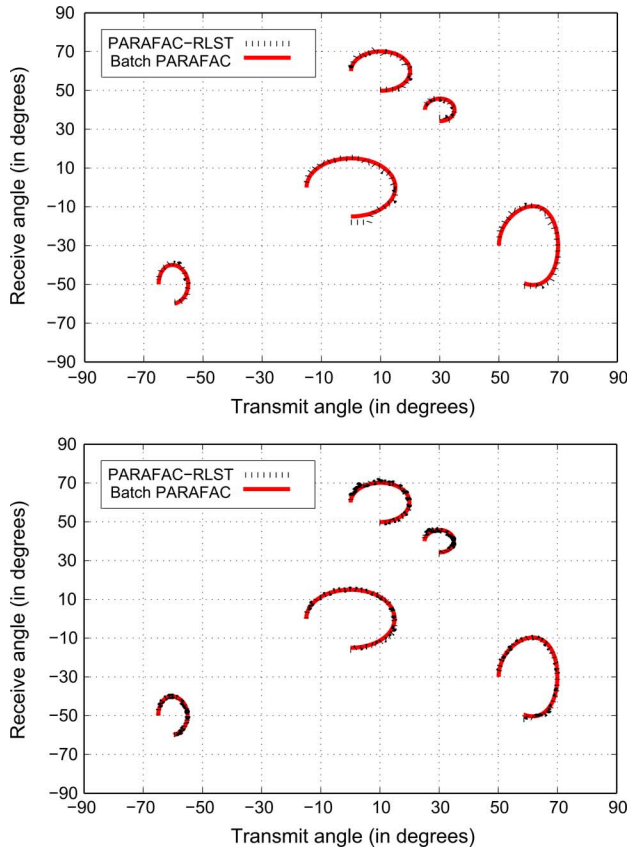 90
70
50
30
10
−10
−30
−50
−70
−90
Receive angle (in degrees)
PARAFAC−RLST
Batch PARAFAC
−90 −70 −50 −30 −10 10 30 50 70 90
Transmit angle (in degrees)
90
70
50
30
10
−10
−30
−50
−70
−90
Receive angle (in degrees)
PARAFAC−RLST
Batch PARAFAC
−90 −70 −50 −30 −10 10 30 50 70 90
Transmit angle (in degrees)